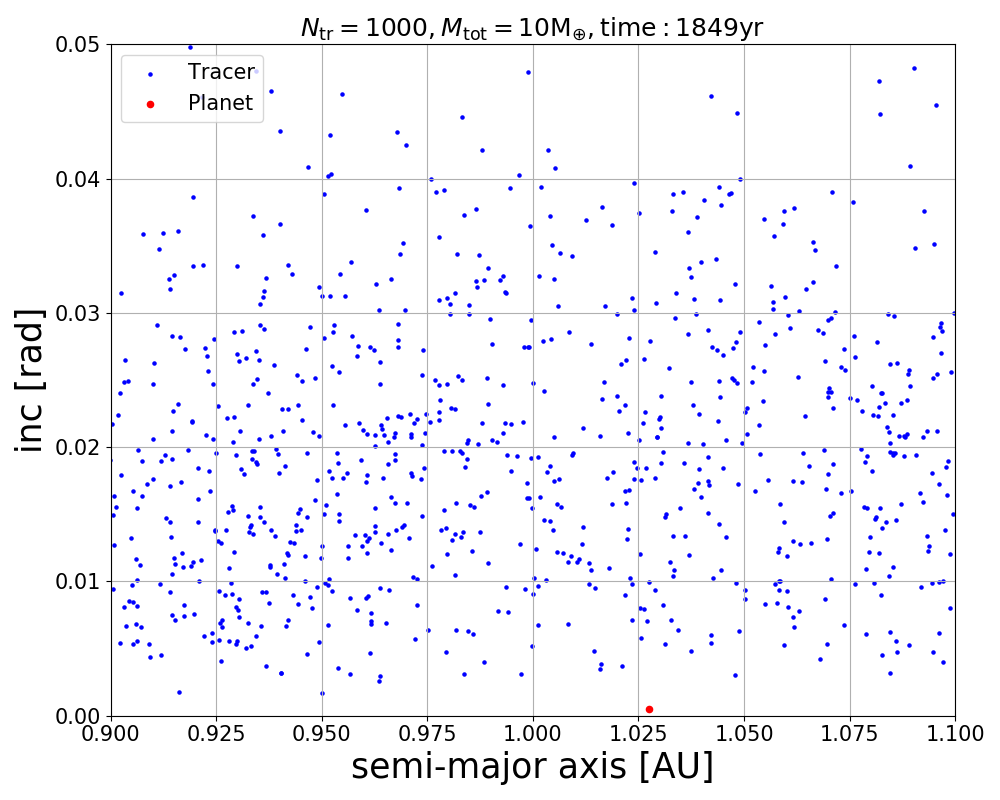 N_tr = 1000, M_tot = 10M_⊕, time : 1849yr
Tracer
Planet
0.05
0.04
0.03
0.02
0.01
0.00
inc [rad]
0.900 0.925 0.950 0.975 1.000 1.025 1.050 1.075 1.100
semi-major axis [AU]